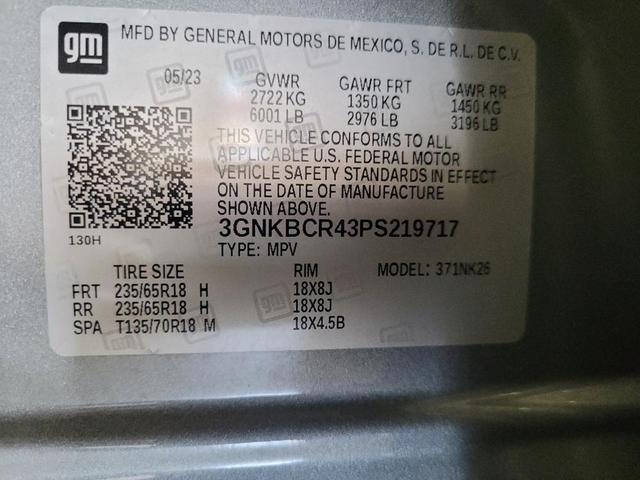 gm
MFD BY GENERAL MOTORS DE MEXICO, S. DE R.L. DE C.V.
05/23 GVWR GAWR FRT GAWR RR
2722 KG 1350 KG 1450 KG
6001 LB 2976 LB 3196 LB
THIS VEHICLE CONFORMS TO ALL
APPLICABLE U.S. FEDERAL MOTOR
VEHICLE SAFETY STANDARDS IN EFFECT
ON THE DATE OF MANUFACTURE
SHOWN ABOVE.
3GNKBCR43PS219717
130H
TYPE: MPV
TIRE SIZE RIM MODEL: 371NK26
FRT 235/65R18 H 18X8J
RR 235/65R18 H 18X8J
SPA T135/70R18 M 18X4.5B